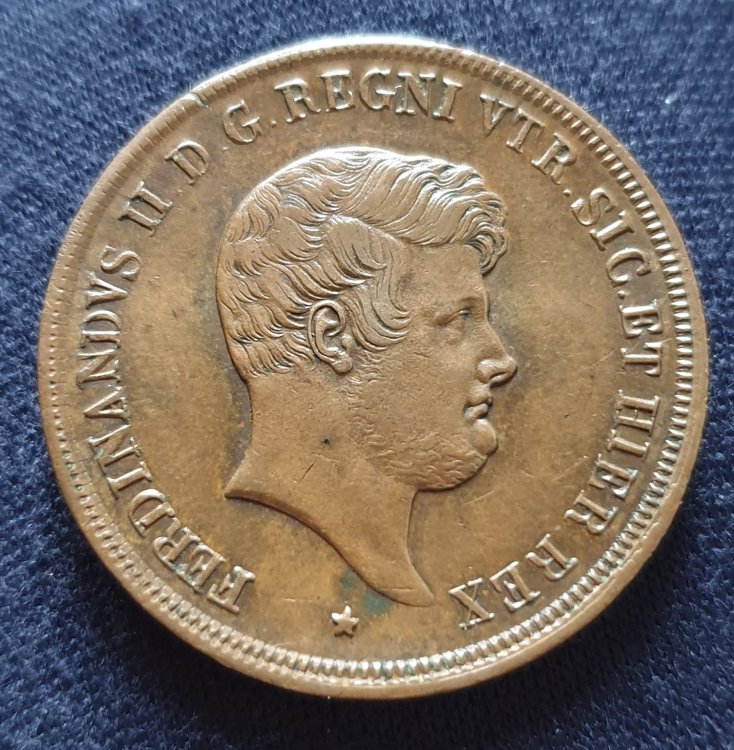 FERDINANDVS II. D. G. REGNI VTR. SIC. ET HIER. REX